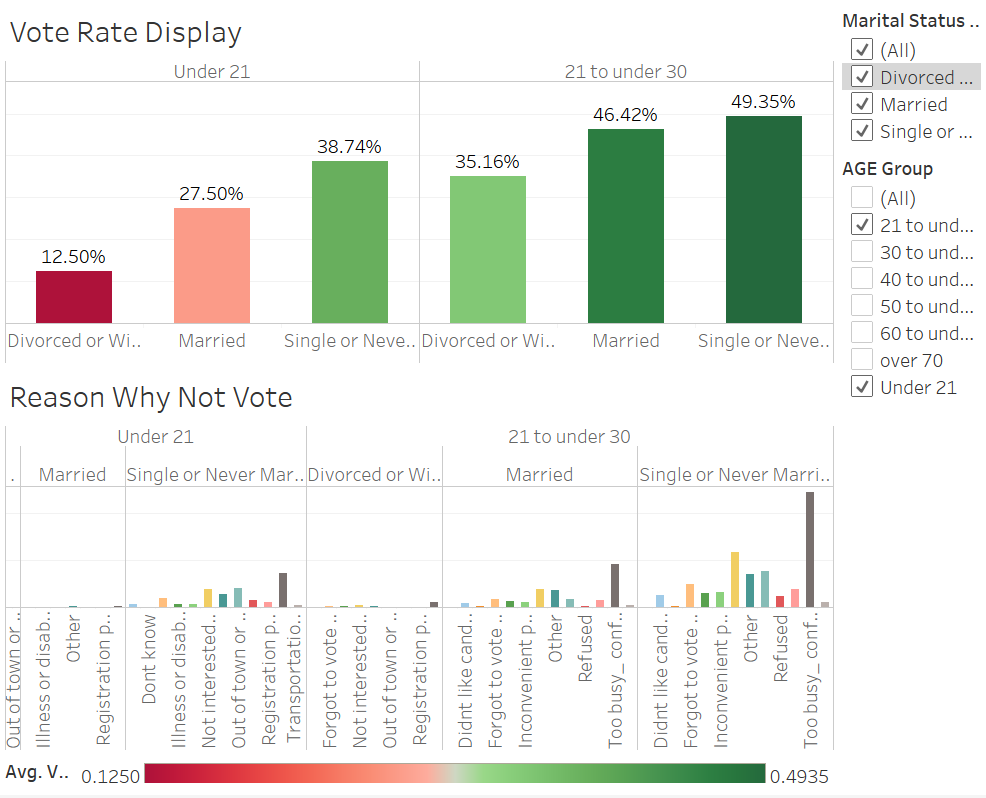 Vote Rate Display
Under 21
21 to under 30
12.50%
27.50%
38.74%
35.16%
46.42%
49.35%
Divorced or Wi..
Married
Single or Neve..
Divorced or Wi..
Married
Single or Neve..
Reason Why Not Vote
Under 21
21 to under 30
.
Married
Single or Never Mar..
Divorced or Wi..
Married
Single or Never Marri..
Out of town or ..
Illness or disab..
Other
Registration p..
Dont know
Illness or disab..
Not interested..
Out of town or ..
Registration p..
Transportatio..
Forgot to vote ..
Not interested..
Out of town or ..
Registration p..
Didnt like cand..
Forgot to vote ..
Inconvenient p..
Other
Refused
Too busy_ conf..
Didnt like cand..
Forgot to vote ..
Inconvenient p..
Other
Refused
Too busy_ conf..
Avg. V..
0.1250
0.4935
Marital Status ..
(All)
Divorced ...
Married
Single or ...
AGE Group
(All)
21 to und...
30 to und...
40 to und...
50 to und...
60 to und...
over 70
Under 21